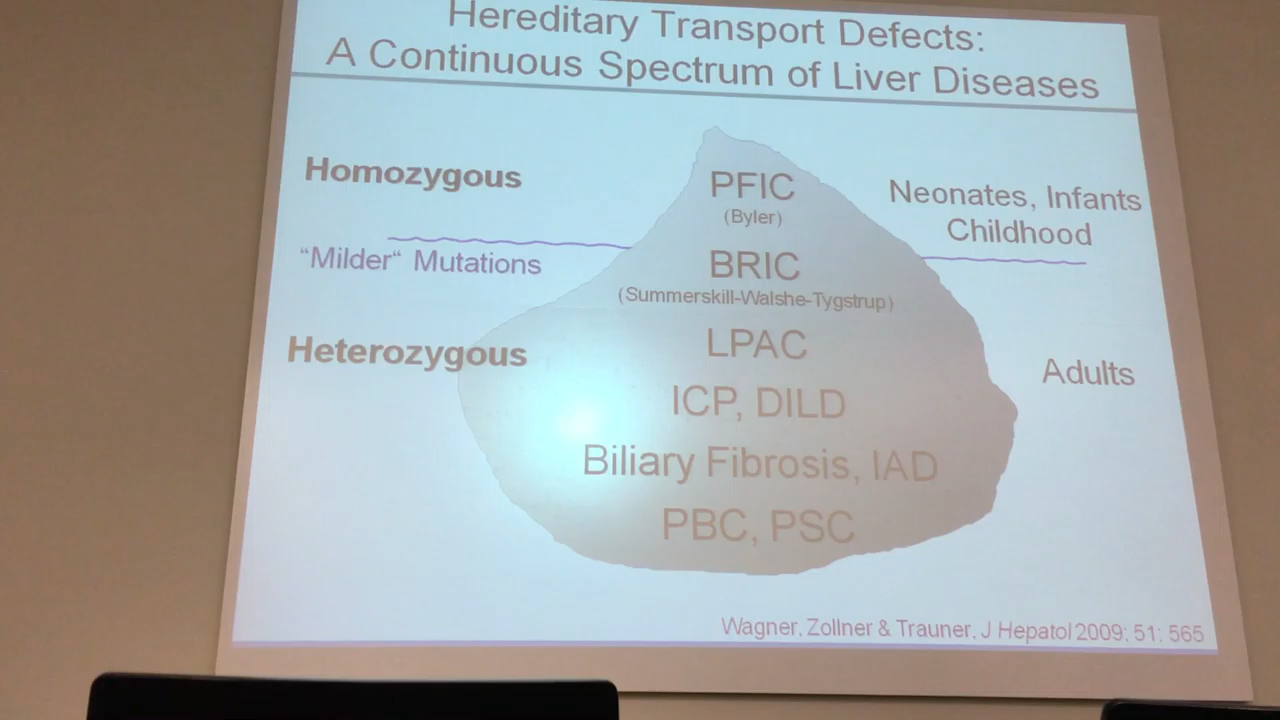 Hereditary Transport Defects:
A Continuous Spectrum of Liver Diseases
Homozygous
PFIC
(Byler)
Neonates, Infants
Childhood
“Milder“ Mutations
BRIC
(Summerskill-Walshe-Tygstrup)
Heterozygous
LPAC
Adults
ICP, DILD
Biliary Fibrosis, IAD
PBC, PSC
Wagner, Zollner & Trauner, J Hepatol 2009; 51: 565